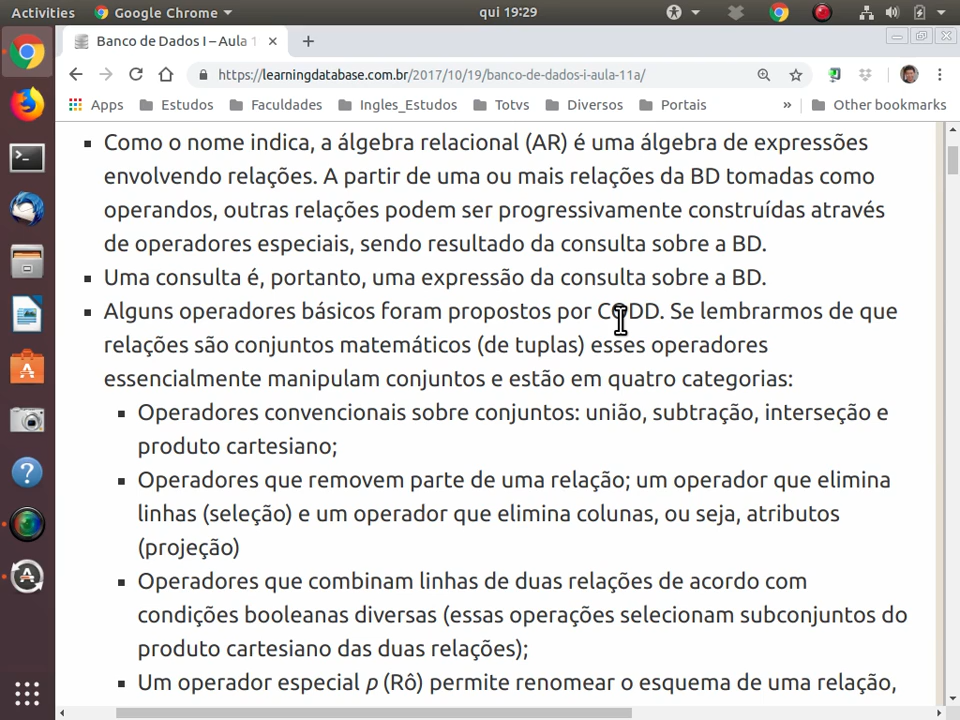 Activities Google Chrome qui 19:29
Banco de Dados I – Aula 1
https://learningdatabase.com.br/2017/10/19/banco-de-dados-i-aula-11a/
Apps Estudos Faculdades Ingles_Estudos Totvs Diversos Portais » Other bookmarks
Como o nome indica, a álgebra relacional (AR) é uma álgebra de expressões
envolvendo relações. A partir de uma ou mais relações da BD tomadas como
operandos, outras relações podem ser progressivamente construídas através
de operadores especiais, sendo resultado da consulta sobre a BD.
Uma consulta é, portanto, uma expressão da consulta sobre a BD.
Alguns operadores básicos foram propostos por CODD. Se lembrarmos de que
relações são conjuntos matemáticos (de tuplas) esses operadores
essencialmente manipulam conjuntos e estão em quatro categorias:
Operadores convencionais sobre conjuntos: união, subtração, interseção e
produto cartesiano;
Operadores que removem parte de uma relação; um operador que elimina
linhas (seleção) e um operador que elimina colunas, ou seja, atributos
(projeção)
Operadores que combinam linhas de duas relações de acordo com
condições booleanas diversas (essas operações selecionam subconjuntos do
produto cartesiano das duas relações);
Um operador especial p (Rô) permite renomear o esquema de uma relação,